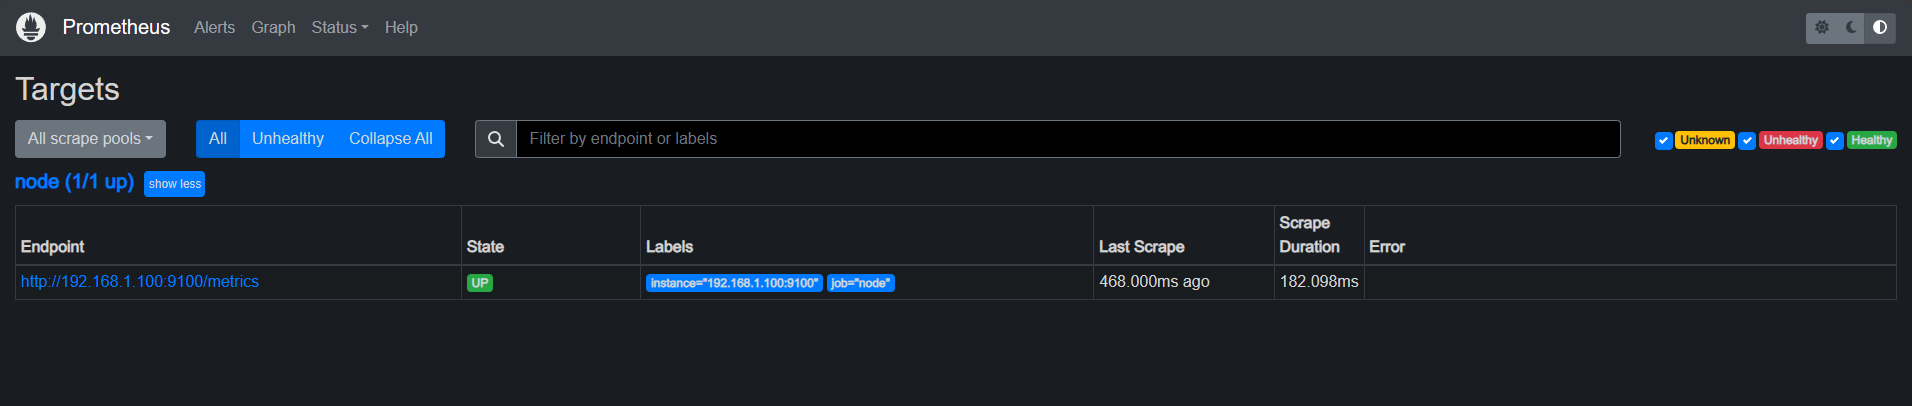 Prometheus Alerts Graph Status Help
Targets
All scrape pools All Unhealthy Collapse All Filter by endpoint or labels Unknown Unhealthy Healthy
node (1/1 up) show less
Endpoint State Labels Last Scrape Scrape Duration Error
http://192.168.1.100:9100/metrics UP instance="192.168.1.100:9100" job="node" 468.000ms ago 182.098ms